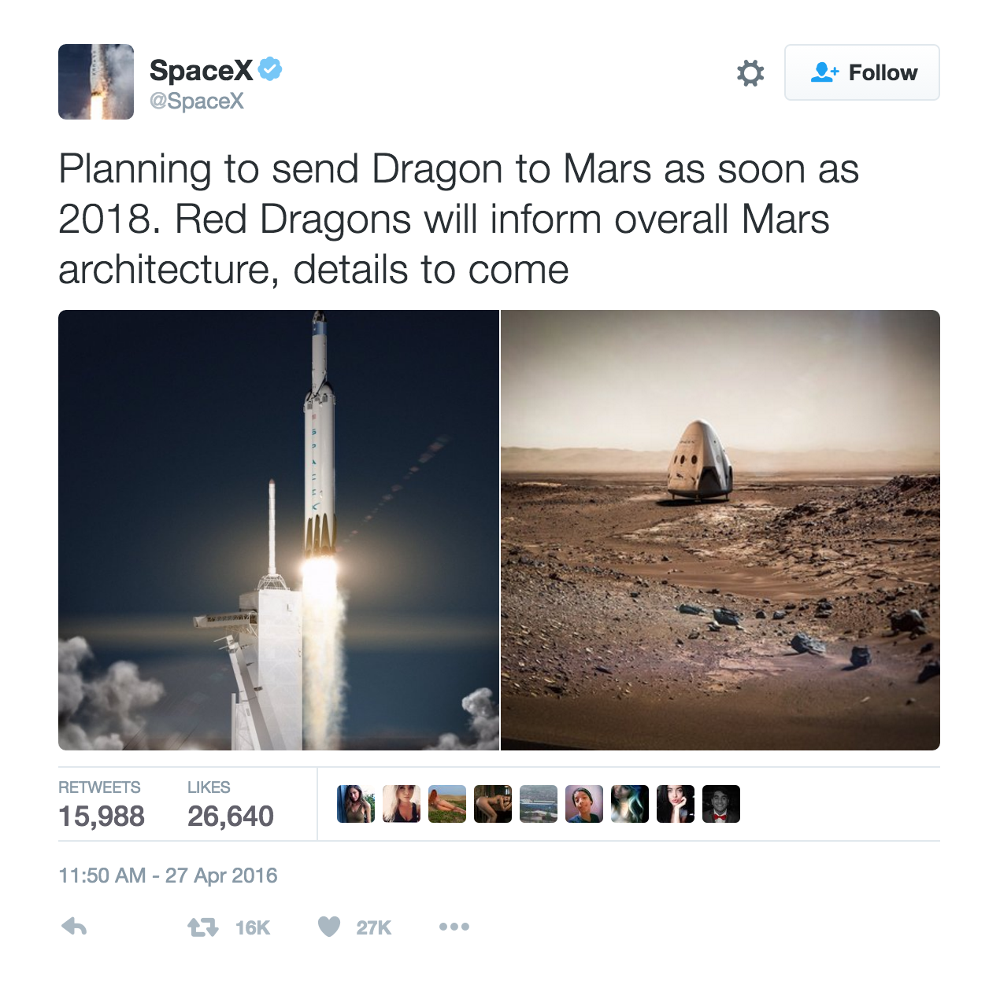 SpaceX
@SpaceX
Follow
Planning to send Dragon to Mars as soon as
2018. Red Dragons will inform overall Mars
architecture, details to come
SPACEX
RETWEETS
LIKES
15,988
26,640
11:50 AM - 27 Apr 2016
16K
27K